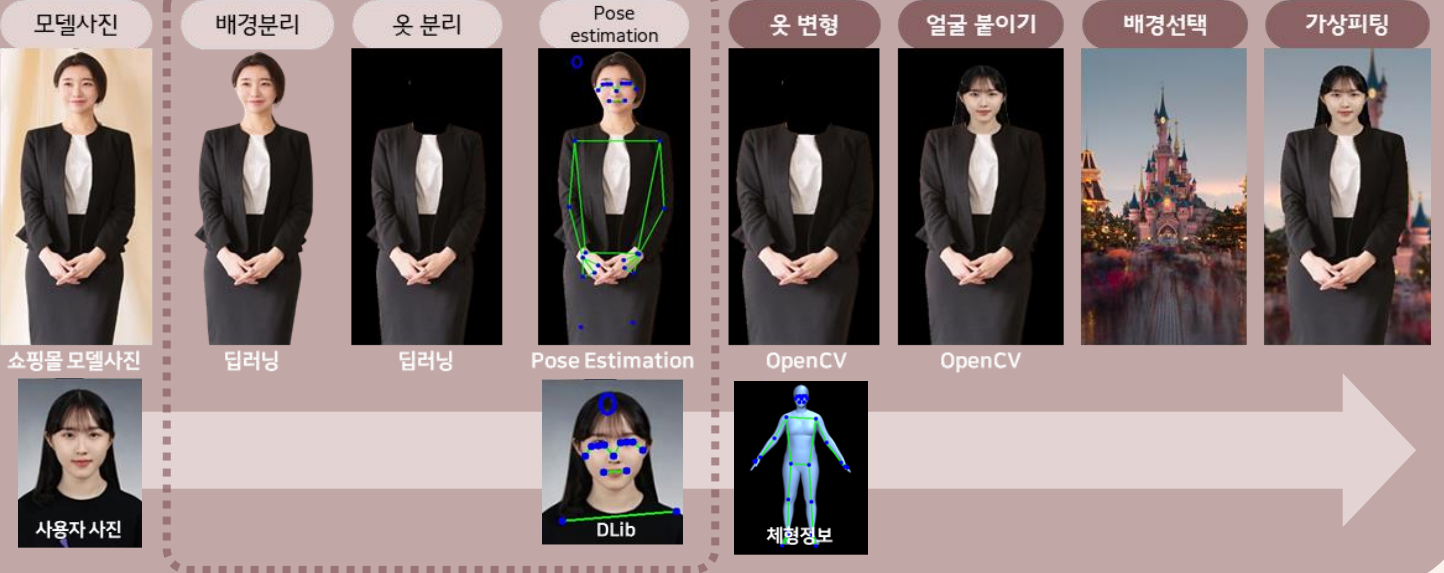 모델사진
배경분리
옷 분리
Pose
estimation
옷 변형
얼굴 붙이기
배경선택
가상피팅
쇼핑몰 모델사진
딥러닝
딥러닝
Pose Estimation
OpenCV
OpenCV
사용자 사진
DLib
체형정보